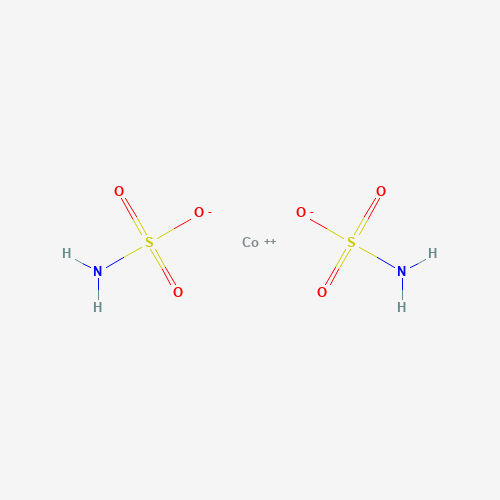 O O
O - O -
S Co ++ S
H H
N N
O O
H H